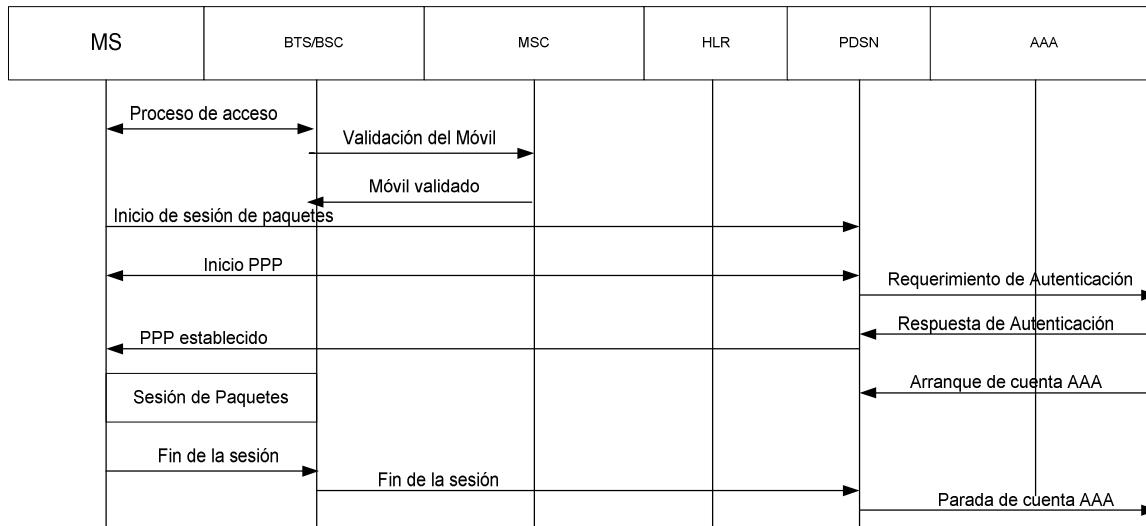 MS
BTS/BSC
MSC
HLR
PDSN
AAA
Proceso de acceso
Validación del Móvil
Móvil validado
Inicio de sesión de paquetes
Inicio PPP
Requerimiento de Autenticación
Respuesta de Autenticación
PPP establecido
Arranque de cuenta AAA
Sesión de Paquetes
Fin de la sesión
Fin de la sesión
Parada de cuenta AAA